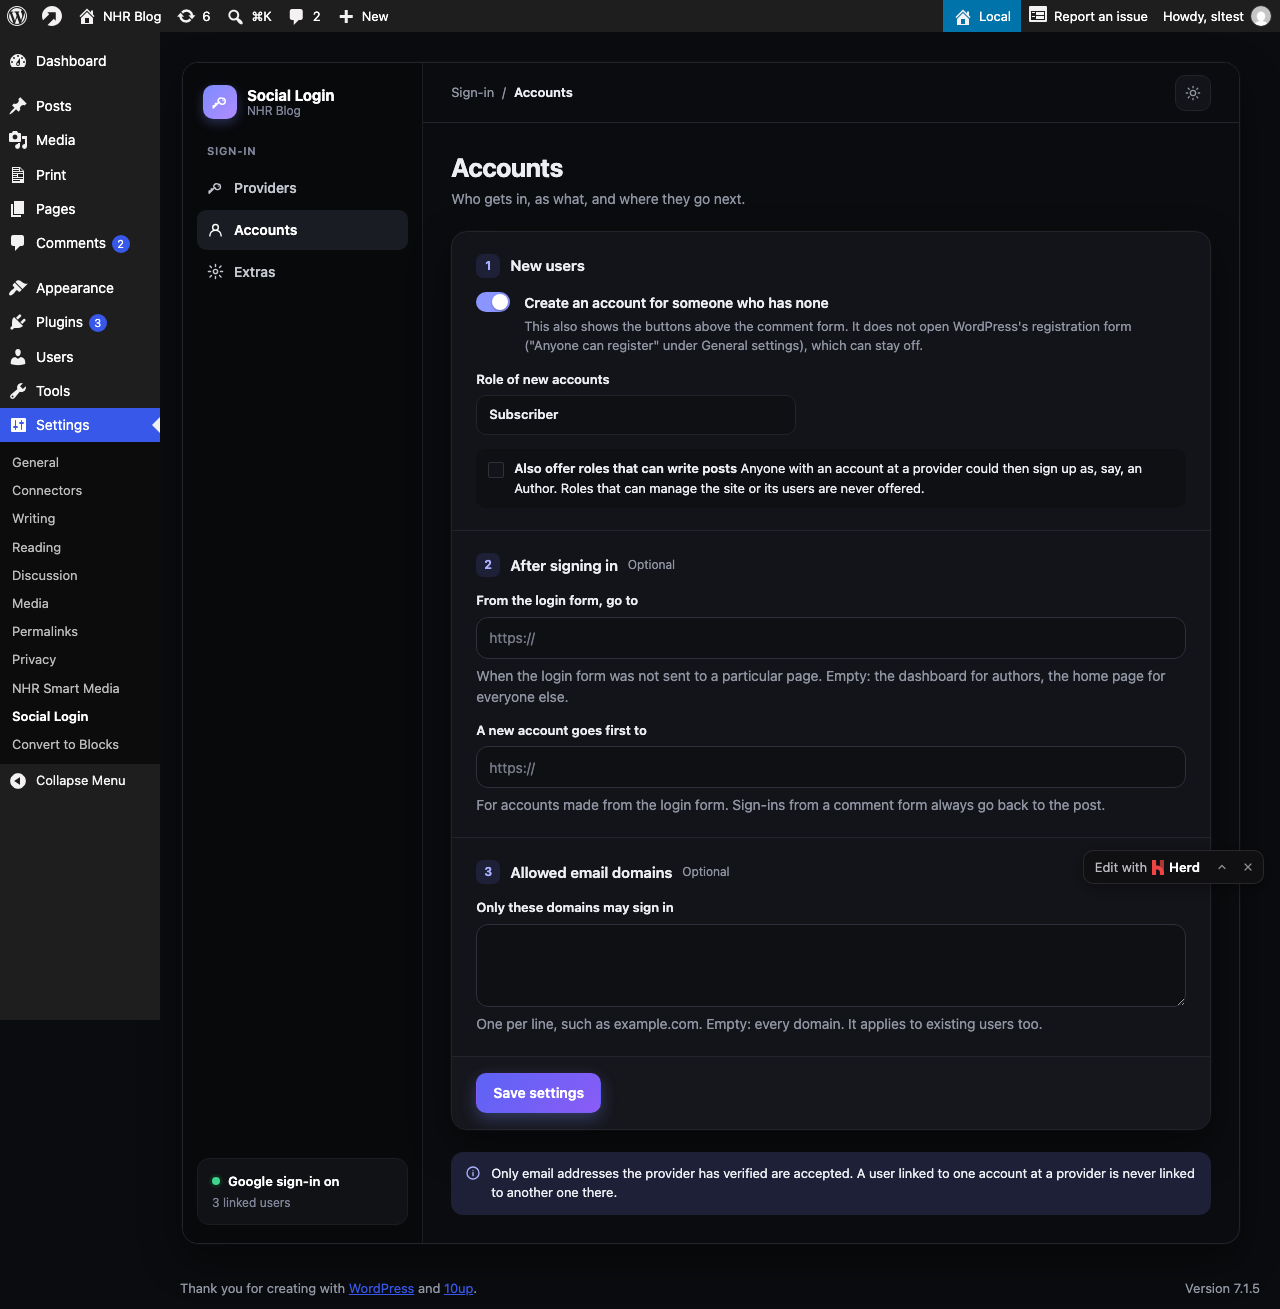 NHR Blog
6
⌘K
2
New
Local
Report an issue
Howdy, sltest
Dashboard
Posts
Media
Print
Pages
Comments 2
Appearance
Plugins 3
Users
Tools
Settings
General
Connectors
Writing
Reading
Discussion
Media
Permalinks
Privacy
NHR Smart Media
Social Login
Convert to Blocks
Collapse Menu
Social Login
NHR Blog
SIGN-IN
Providers
Accounts
Extras
Google sign-in on
3 linked users
Sign-in / Accounts
Accounts
Who gets in, as what, and where they go next.
1 New users
Create an account for someone who has none
This also shows the buttons above the comment form. It does not open WordPress's registration form
("Anyone can register" under General settings), which can stay off.
Role of new accounts
Subscriber
Also offer roles that can write posts Anyone with an account at a provider could then sign up as, say, an
Author. Roles that can manage the site or its users are never offered.
2 After signing in Optional
From the login form, go to
https://
When the login form was not sent to a particular page. Empty: the dashboard for authors, the home page for
everyone else.
A new account goes first to
https://
For accounts made from the login form. Sign-ins from a comment form always go back to the post.
3 Allowed email domains Optional
Edit with Herd
Only these domains may sign in
One per line, such as example.com. Empty: every domain. It applies to existing users too.
Save settings
Only email addresses the provider has verified are accepted. A user linked to one account at a provider is never linked
to another one there.
Thank you for creating with WordPress and 10up.
Version 7.1.5